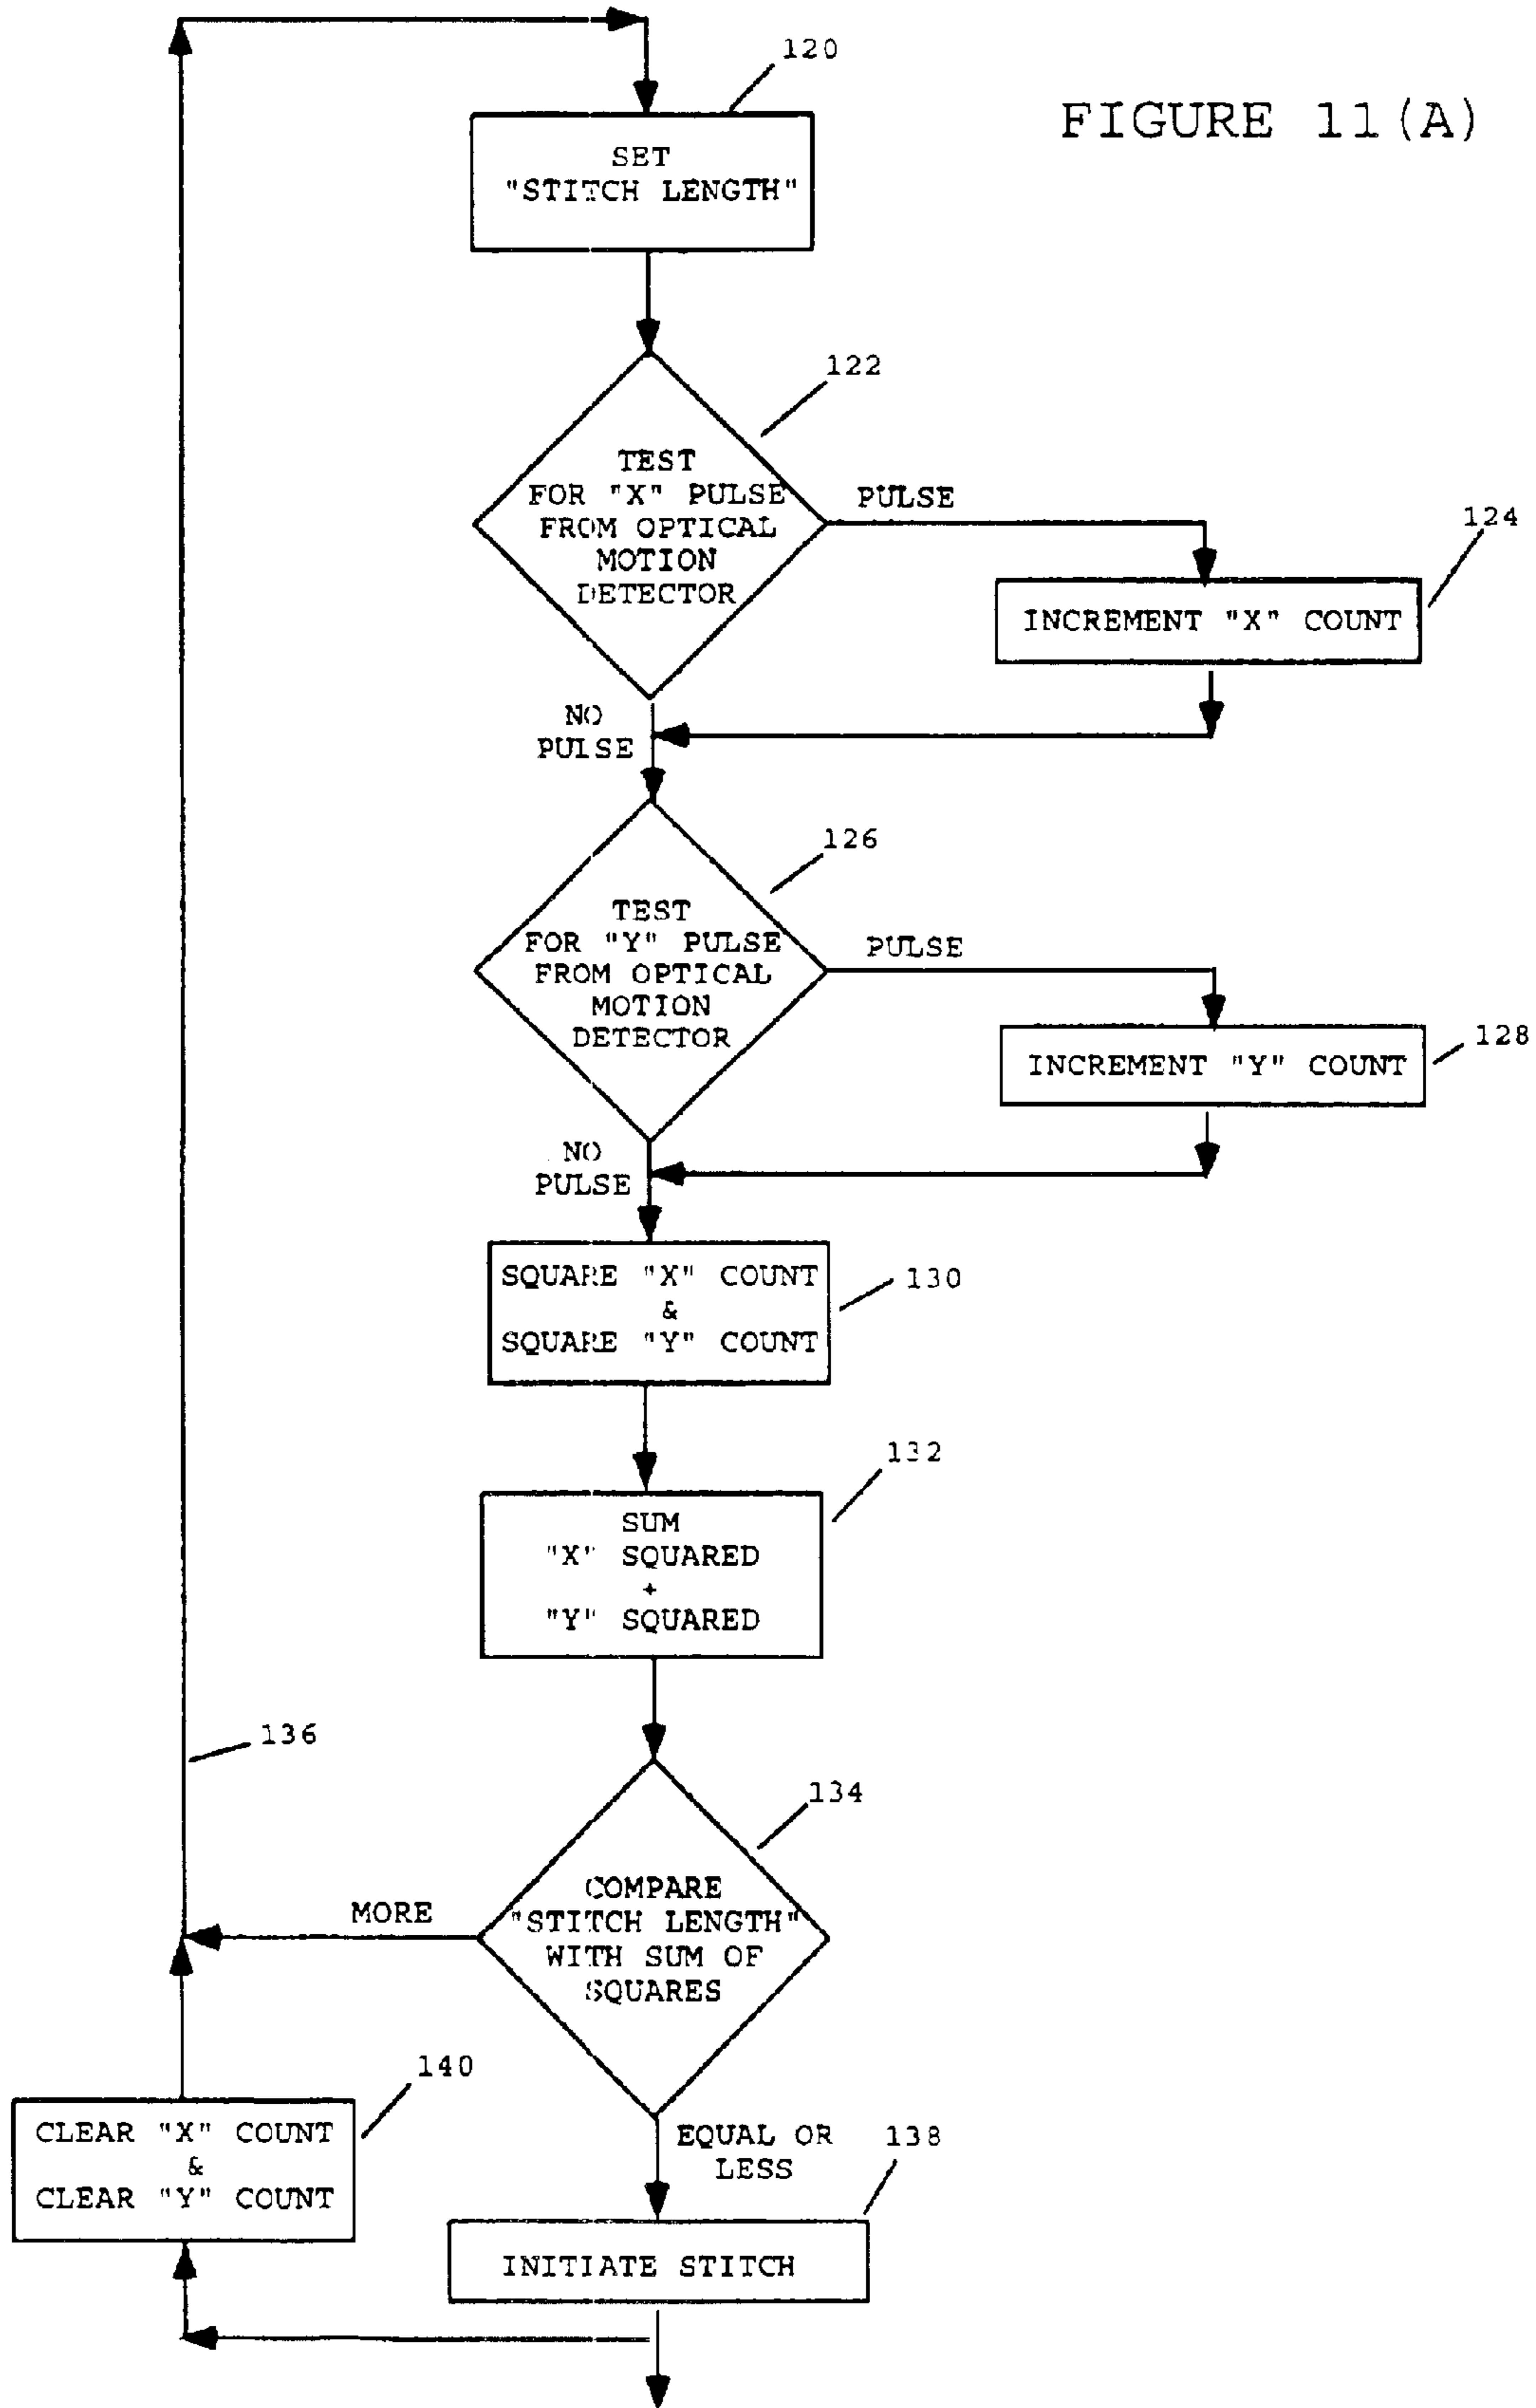 FIGURE 11(A)
120
SET
"STITCH LENGTH"
122
TEST
FOR "X" PULSE
FROM OPTICAL
MOTION
DETECTOR
PULSE
124
INCREMENT "X" COUNT
NO
PULSE
126
TEST
FOR "Y" PULSE
FROM OPTICAL
MOTION
DETECTOR
PULSE
128
INCREMENT "Y" COUNT
NO
PULSE
130
SQUARE "X" COUNT
&
SQUARE "Y" COUNT
132
SUM
"X" SQUARED
+
"Y" SQUARED
136
134
COMPARE
"STITCH LENGTH"
WITH SUM OF
SQUARES
MORE
140
CLEAR "X" COUNT
&
CLEAR "Y" COUNT
EQUAL OR
LESS
138
INITIATE STITCH